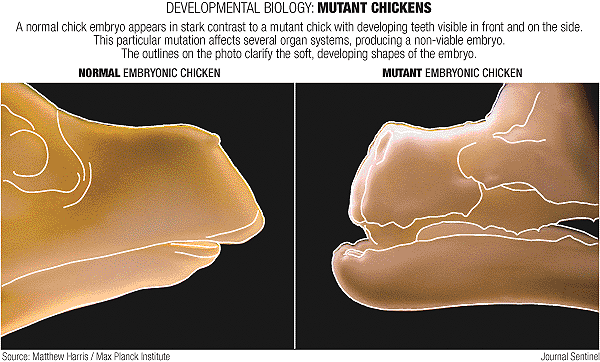 DEVELOPMENTAL BIOLOGY: MUTANT CHICKENS
A normal chick embryo appears in stark contrast to a mutant chick with developing teeth visible in front and on the side.
This particular mutation affects several organ systems, producing a non-viable embryo.
The outlines on the photo clarify the soft, developing shapes of the embryo.
NORMAL EMBRYONIC CHICKEN
MUTANT EMBRYONIC CHICKEN
Source: Matthew Harris / Max Planck Institute
Journal Sentinel